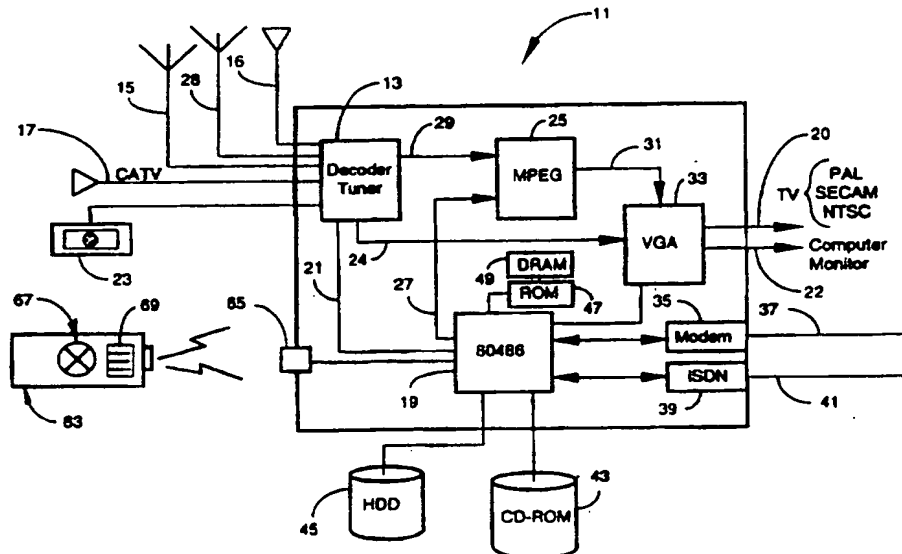 11
15
28
16
13
29
25
17
CATV
Decoder
Tuner
MPEG
31
33
20
TV
PAL
SECAM
NTSC
VGA
Computer
Monitor
22
23
21
24
27
49
DRAM
ROM
47
35
37
67
69
65
80486
Modem
ISDN
63
19
39
41
45
HDD
CD-ROM
43